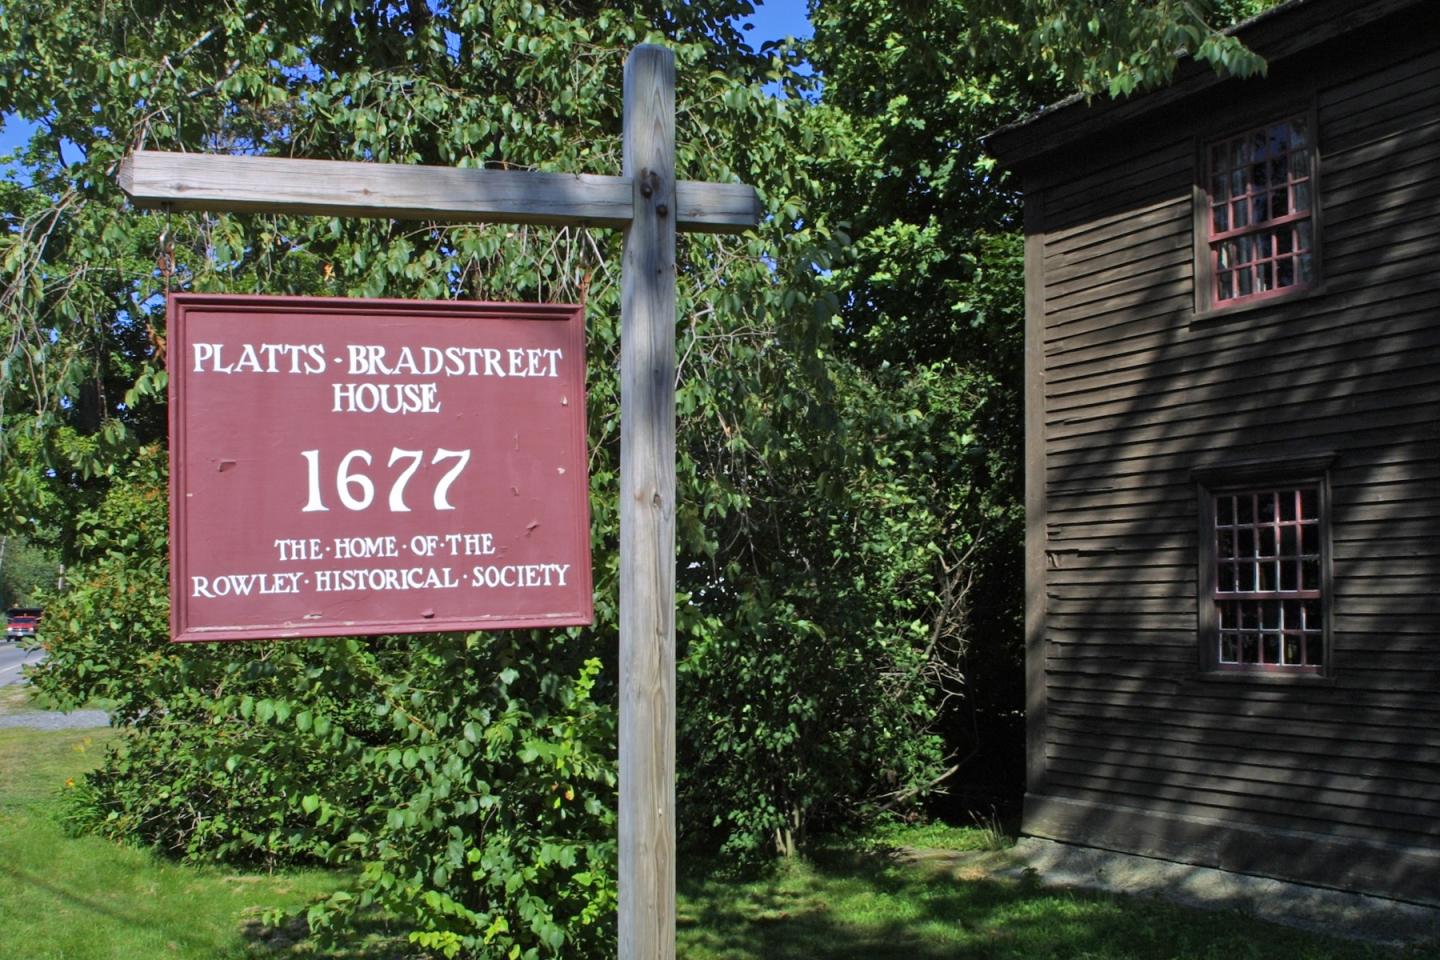 PLATTS·BRADSTREET
HOUSE
1677
THE·HOME·OF·THE
ROWLEY·HISTORICAL·SOCIETY